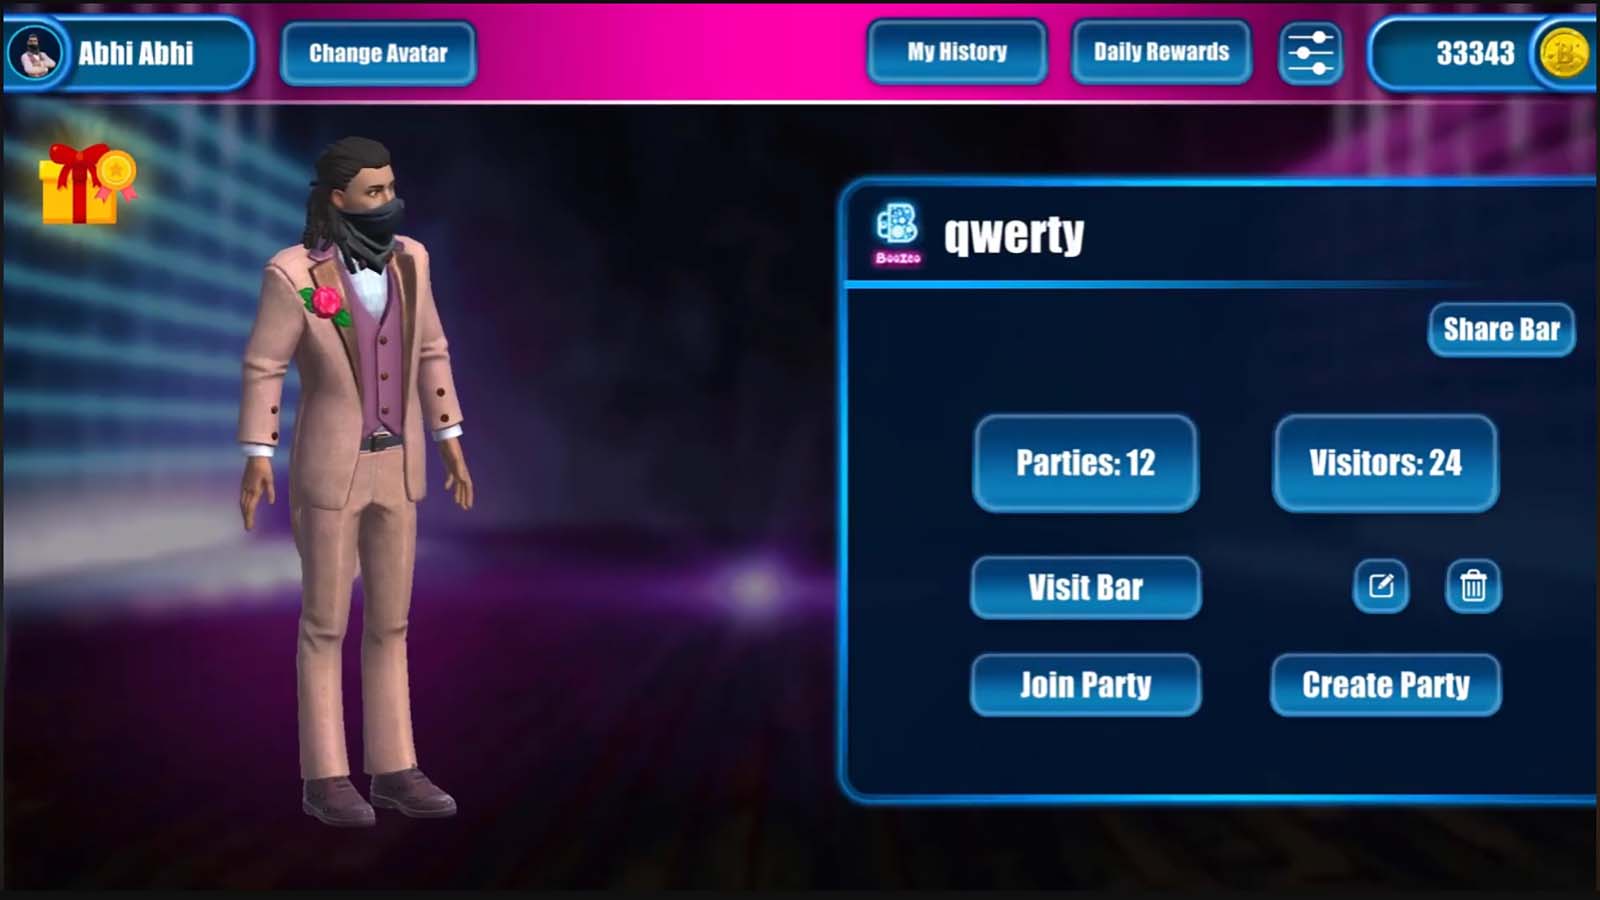 Abhi Abhi
Change Avatar
My History
Daily Rewards
33343
B
BooZeo
qwerty
Share Bar
Parties: 12
Visitors: 24
Visit Bar
Join Party
Create Party